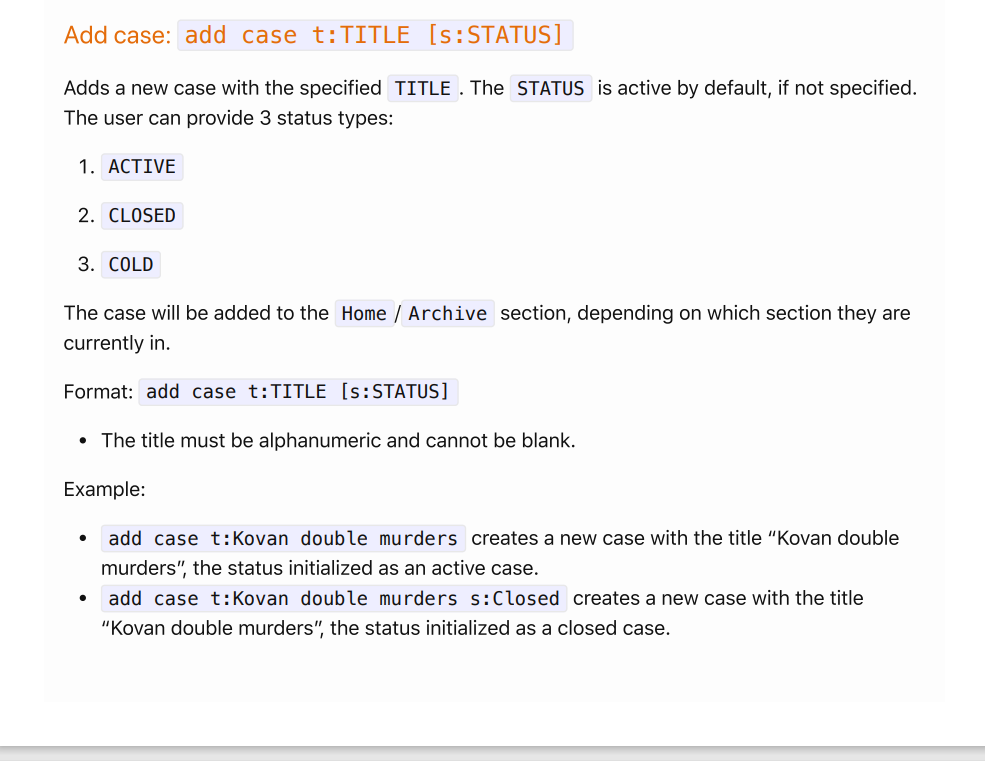 Add case: add case t:TITLE [s:STATUS]
Adds a new case with the specified TITLE. The STATUS is active by default, if not specified.
The user can provide 3 status types:
1. ACTIVE
2. CLOSED
3. COLD
The case will be added to the Home/Archive section, depending on which section they are
currently in.
Format: add case t:TITLE [s:STATUS]
• The title must be alphanumeric and cannot be blank.
Example:
• add case t:Kovan double murders creates a new case with the title “Kovan double
murders”, the status initialized as an active case.
• add case t:Kovan double murders s:Closed creates a new case with the title
“Kovan double murders”, the status initialized as a closed case.